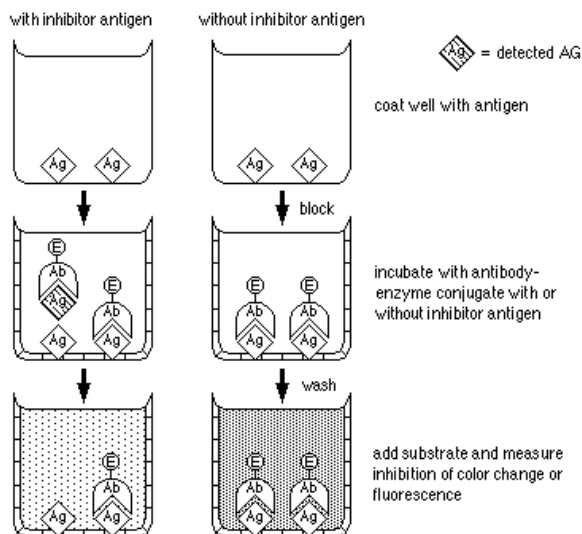 with inhibitor antigen
without inhibitor antigen
Ag = detected AG
coat well with antigen
Ag Ag Ag Ag
block
E
Ab
Ag
E
Ab
Ag Ag
E E
Ab Ab
Ag Ag
incubate with antibody-
enzyme conjugate with or
without inhibitor antigen
wash
E
Ab
Ag Ag
E E
Ab Ab
Ag Ag
add substrate and measure
inhibition of color change or
fluorescence